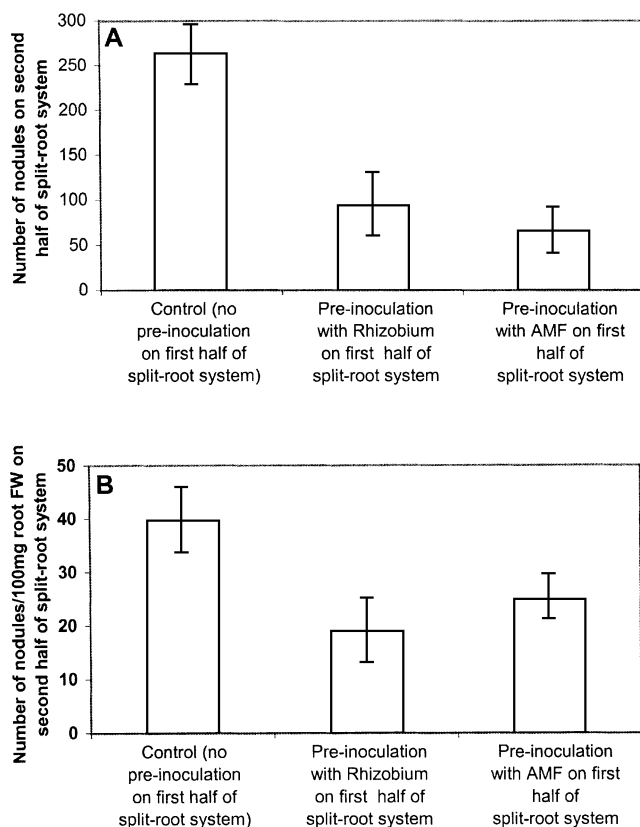 A
Number of nodules on second
half of split-root system
300
250
200
150
100
50
0
Control (no
pre-inoculation
on first half of
split-root system)
Pre-inoculation
with Rhizobium
on first half of
split-root system
Pre-inoculation
with AMF on first
half of
split-root system
B
Number of nodules/100mg root FW on
second half of split-root system
50
40
30
20
10
0
Control (no
pre-inoculation
on first half of
split-root system)
Pre-inoculation
with Rhizobium
on first half of
split-root system
Pre-inoculation
with AMF on first
half of
split-root system